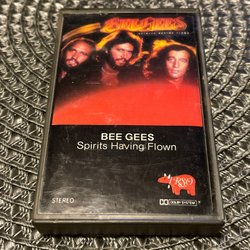 BEE GEES
SPIRITS HAVING FLOWN
BEE GEES
Spirits Having Flown
STEREO
RSO
DOLBY SYSTEM